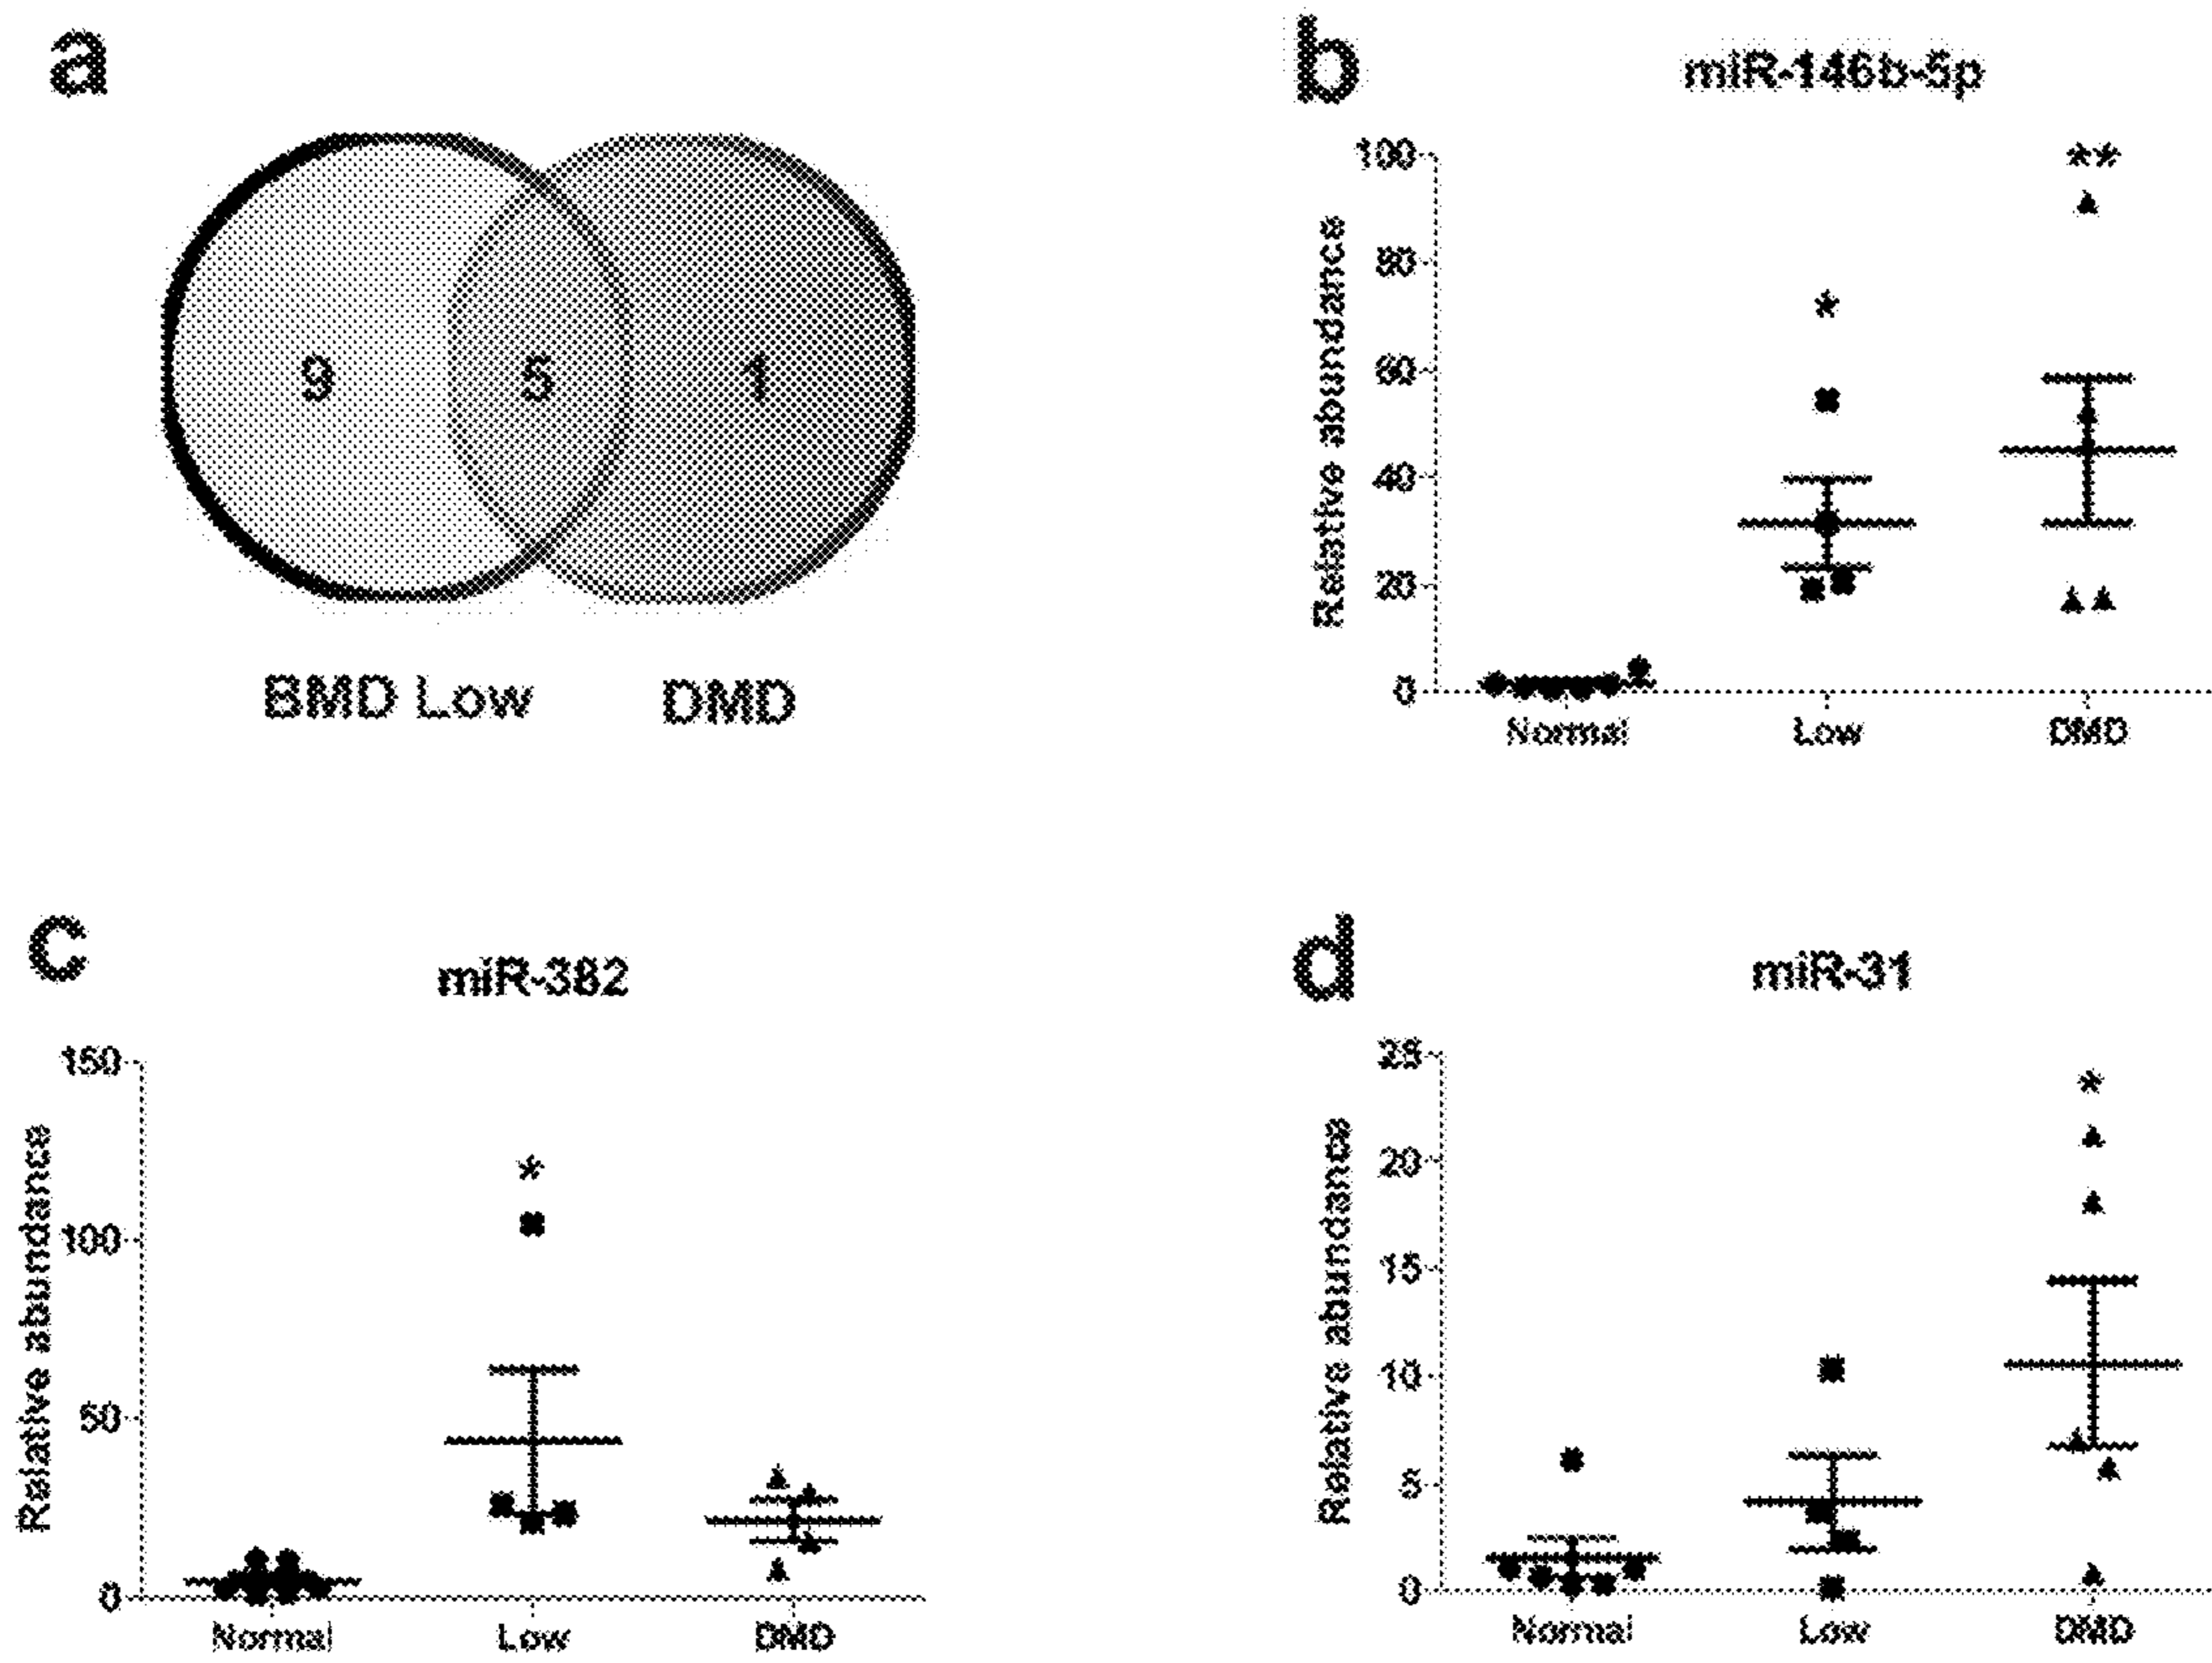 a
9
5
1
BMD Low
DMD
b
miR-146b-5p
Relative abundance
100
80
60
40
20
0
Normal
Low
DMD
**
*
c
miR-382
Relative abundance
150
100
50
0
Normal
Low
DMD
*
d
miR-31
Relative abundance
25
20
15
10
5
0
Normal
Low
DMD
*